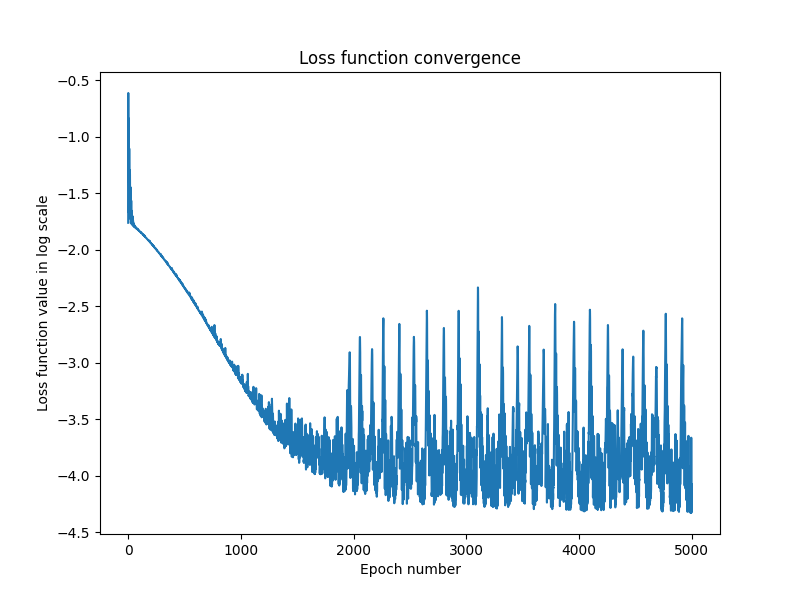 Loss function convergence
Loss function value in log scale
−0.5
−1.0
−1.5
−2.0
−2.5
−3.0
−3.5
−4.0
−4.5
0 1000 2000 3000 4000 5000
Epoch number